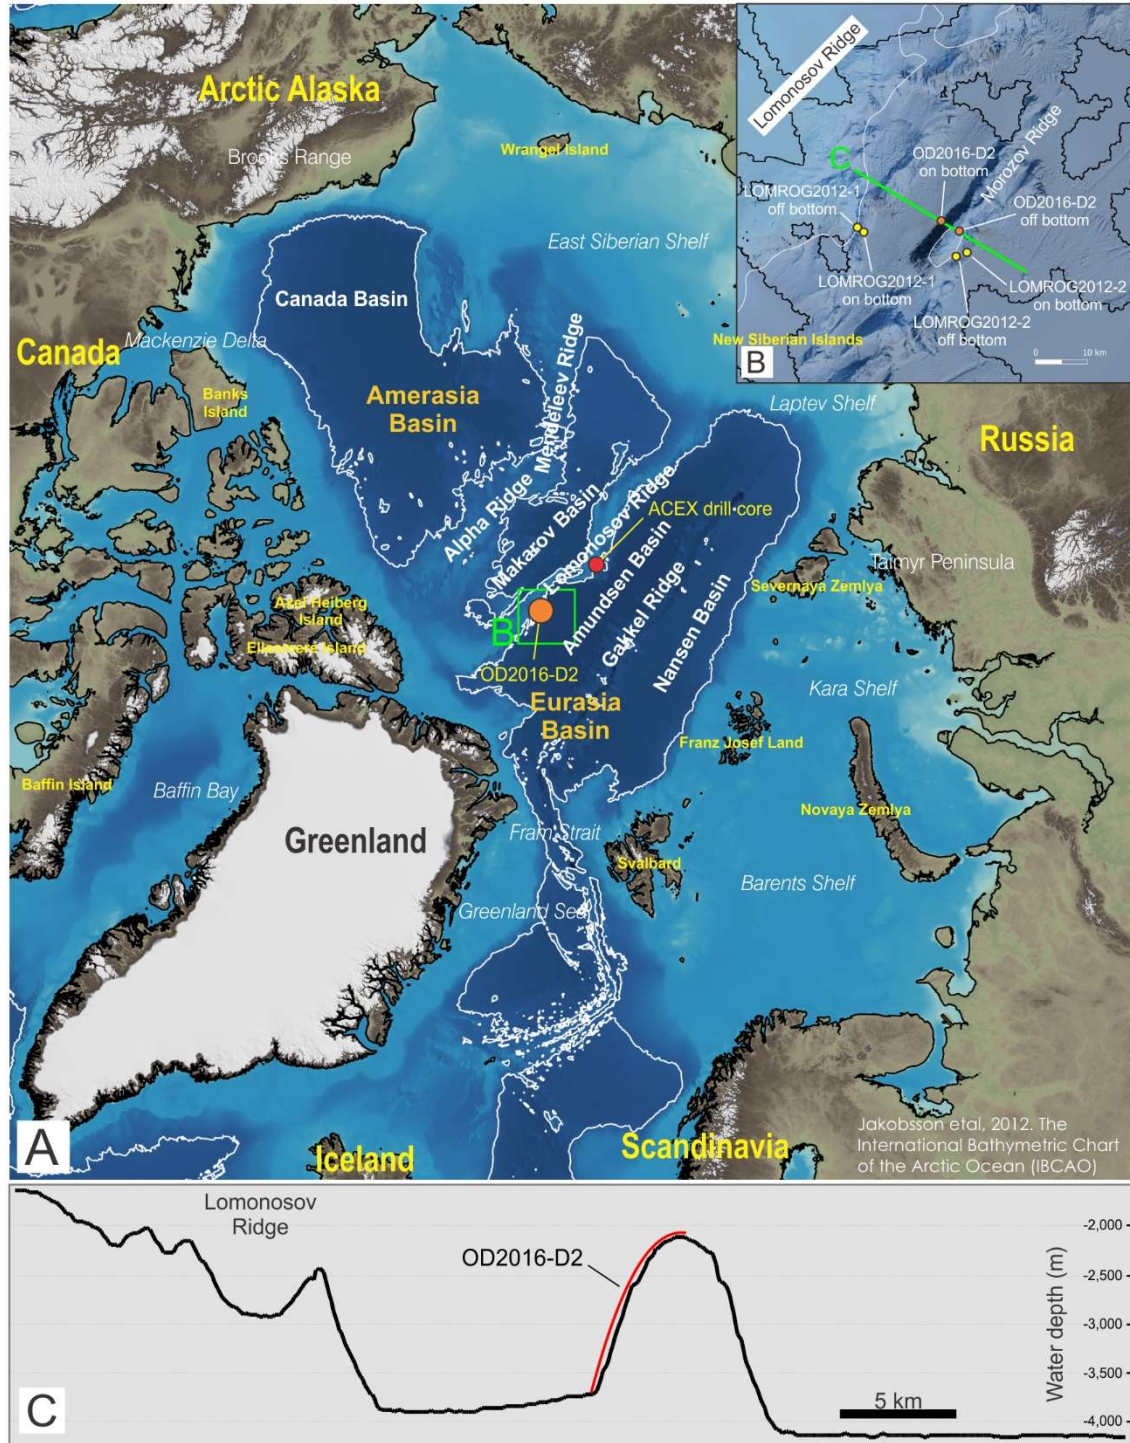 Arctic Alaska
Brooks Range
Wrangel Island
East Siberian Shelf
Canada Basin
Mackenzie Delta
Canada
Banks
Island
Amerasia
Basin
Mendeleev Ridge
Alpha Ridge
Makarov Basin
Lomonosov Ridge
ACEX drill core
Amundsen Basin
Gakkel Ridge
Nansen Basin
Laptev Shelf
New Siberian Islands
Russia
Taimyr Peninsula
Severnaya Zemlya
Axel Heiberg
Island
Ellesmere Island
B
OD2016-D2
Eurasia
Basin
Kara Shelf
Franz Josef Land
Novaya Zemlya
Baffin Island
Baffin Bay
Greenland
Fram Strait
Svalbard
Barents Shelf
Greenland Sea
Iceland
Scandinavia
Jakobsson etal, 2012. The
International Bathymetric Chart
of the Arctic Ocean (IBCAO)
A
Lomonosov Ridge
Morozov Ridge
C
OD2016-D2
on bottom
LOMROG2012-1
off bottom
OD2016-D2
off bottom
LOMROG2012-1
on bottom
LOMROG2012-2
on bottom
LOMROG2012-2
off bottom
0 10 km
B
Lomonosov
Ridge
OD2016-D2
Water depth (m)
-2,000
-2,500
-3,000
-3,500
-4,000
5 km
C